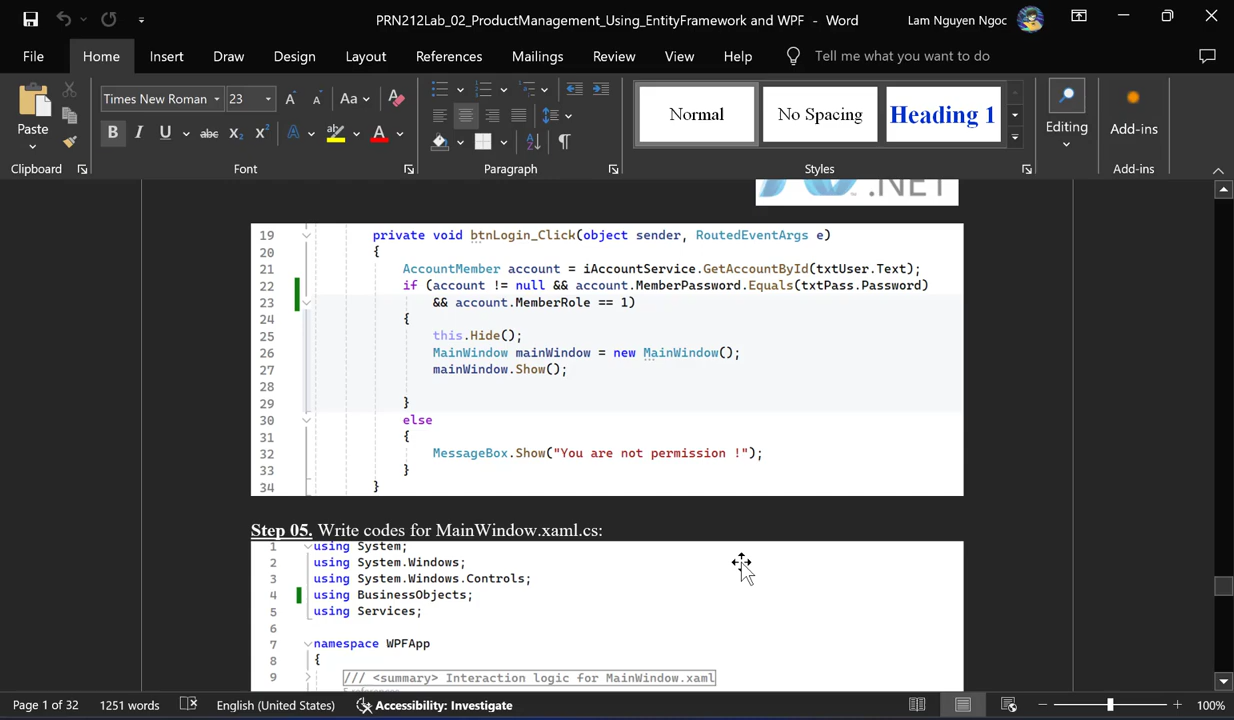 PRN212Lab_02_ProductManagement_Using_EntityFramework and WPF - Word
Lam Nguyen Ngoc
File Home Insert Draw Design Layout References Mailings Review View Help Tell me what you want to do
Paste
Times New Roman 23
Normal
No Spacing
Heading 1
Editing
Add-ins
Clipboard Font Paragraph Styles Add-ins
.NET
19 private void btnLogin_Click(object sender, RoutedEventArgs e)
20 {
21 AccountMember account = iAccountService.GetAccountById(txtUser.Text);
22 if (account != null && account.MemberPassword.Equals(txtPass.Password)
23 && account.MemberRole == 1)
24 {
25 this.Hide();
26 MainWindow mainWindow = new MainWindow();
27 mainWindow.Show();
28
29 }
30 else
31 {
32 MessageBox.Show("You are not permission !");
33 }
34 }
Step 05. Write codes for MainWindow.xaml.cs:
1 using System;
2 using System.Windows;
3 using System.Windows.Controls;
4 using BusinessObjects;
5 using Services;
6
7 namespace WPFApp
8 {
9 /// <summary> Interaction logic for MainWindow.xaml
Page 1 of 32 1251 words English (United States) Accessibility: Investigate 100%